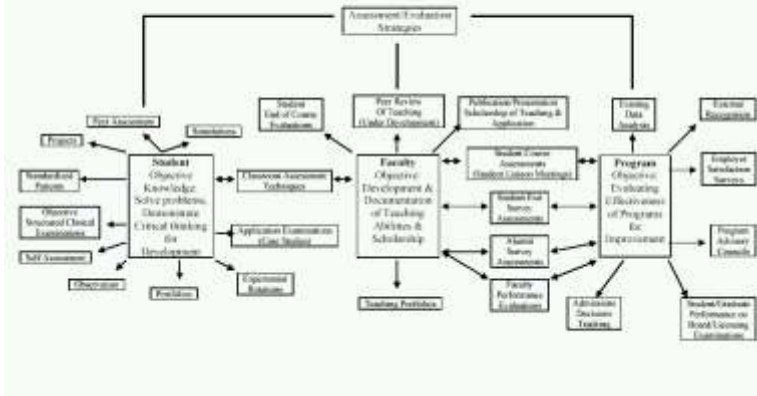 Assessment/Evaluation
Strategies
Student
End of Course
Evaluations
Peer Review
Of Teaching
(Under Development)
Publication/Presentation
Scholarship of Teaching &
Application
Data
Analysis
External
Recognition
Peer Assessment
Simulations
Projects
Standardized
Patients
Objective
Structured Clinical
Examinations
Self Assessment
Observation
Portfolios
Experiential
Rotations
Student
Objective
Knowledge
Solve problems,
Demonstrate
Critical thinking
for
Development
Classroom Assessment
Techniques
Application Examinations
(Case Studies)
Faculty
Objective
Development &
Documentation
of Teaching
Abilities &
Scholarship
Teaching Portfolios
Student Course
Assessments
(Student Liaison Meetings)
Student Exit
Survey
Assessments
Alumni
Survey
Assessments
Faculty
Performance
Evaluations
Program
Objective:
Evaluating
Effectiveness
of Programs
for
Improvement
Employer
Satisfaction
Surveys
Program
Advisory
Councils
Admissions
Decisions
Tracking
Student/Graduate
Performance on
Board/Licensing
Examinations